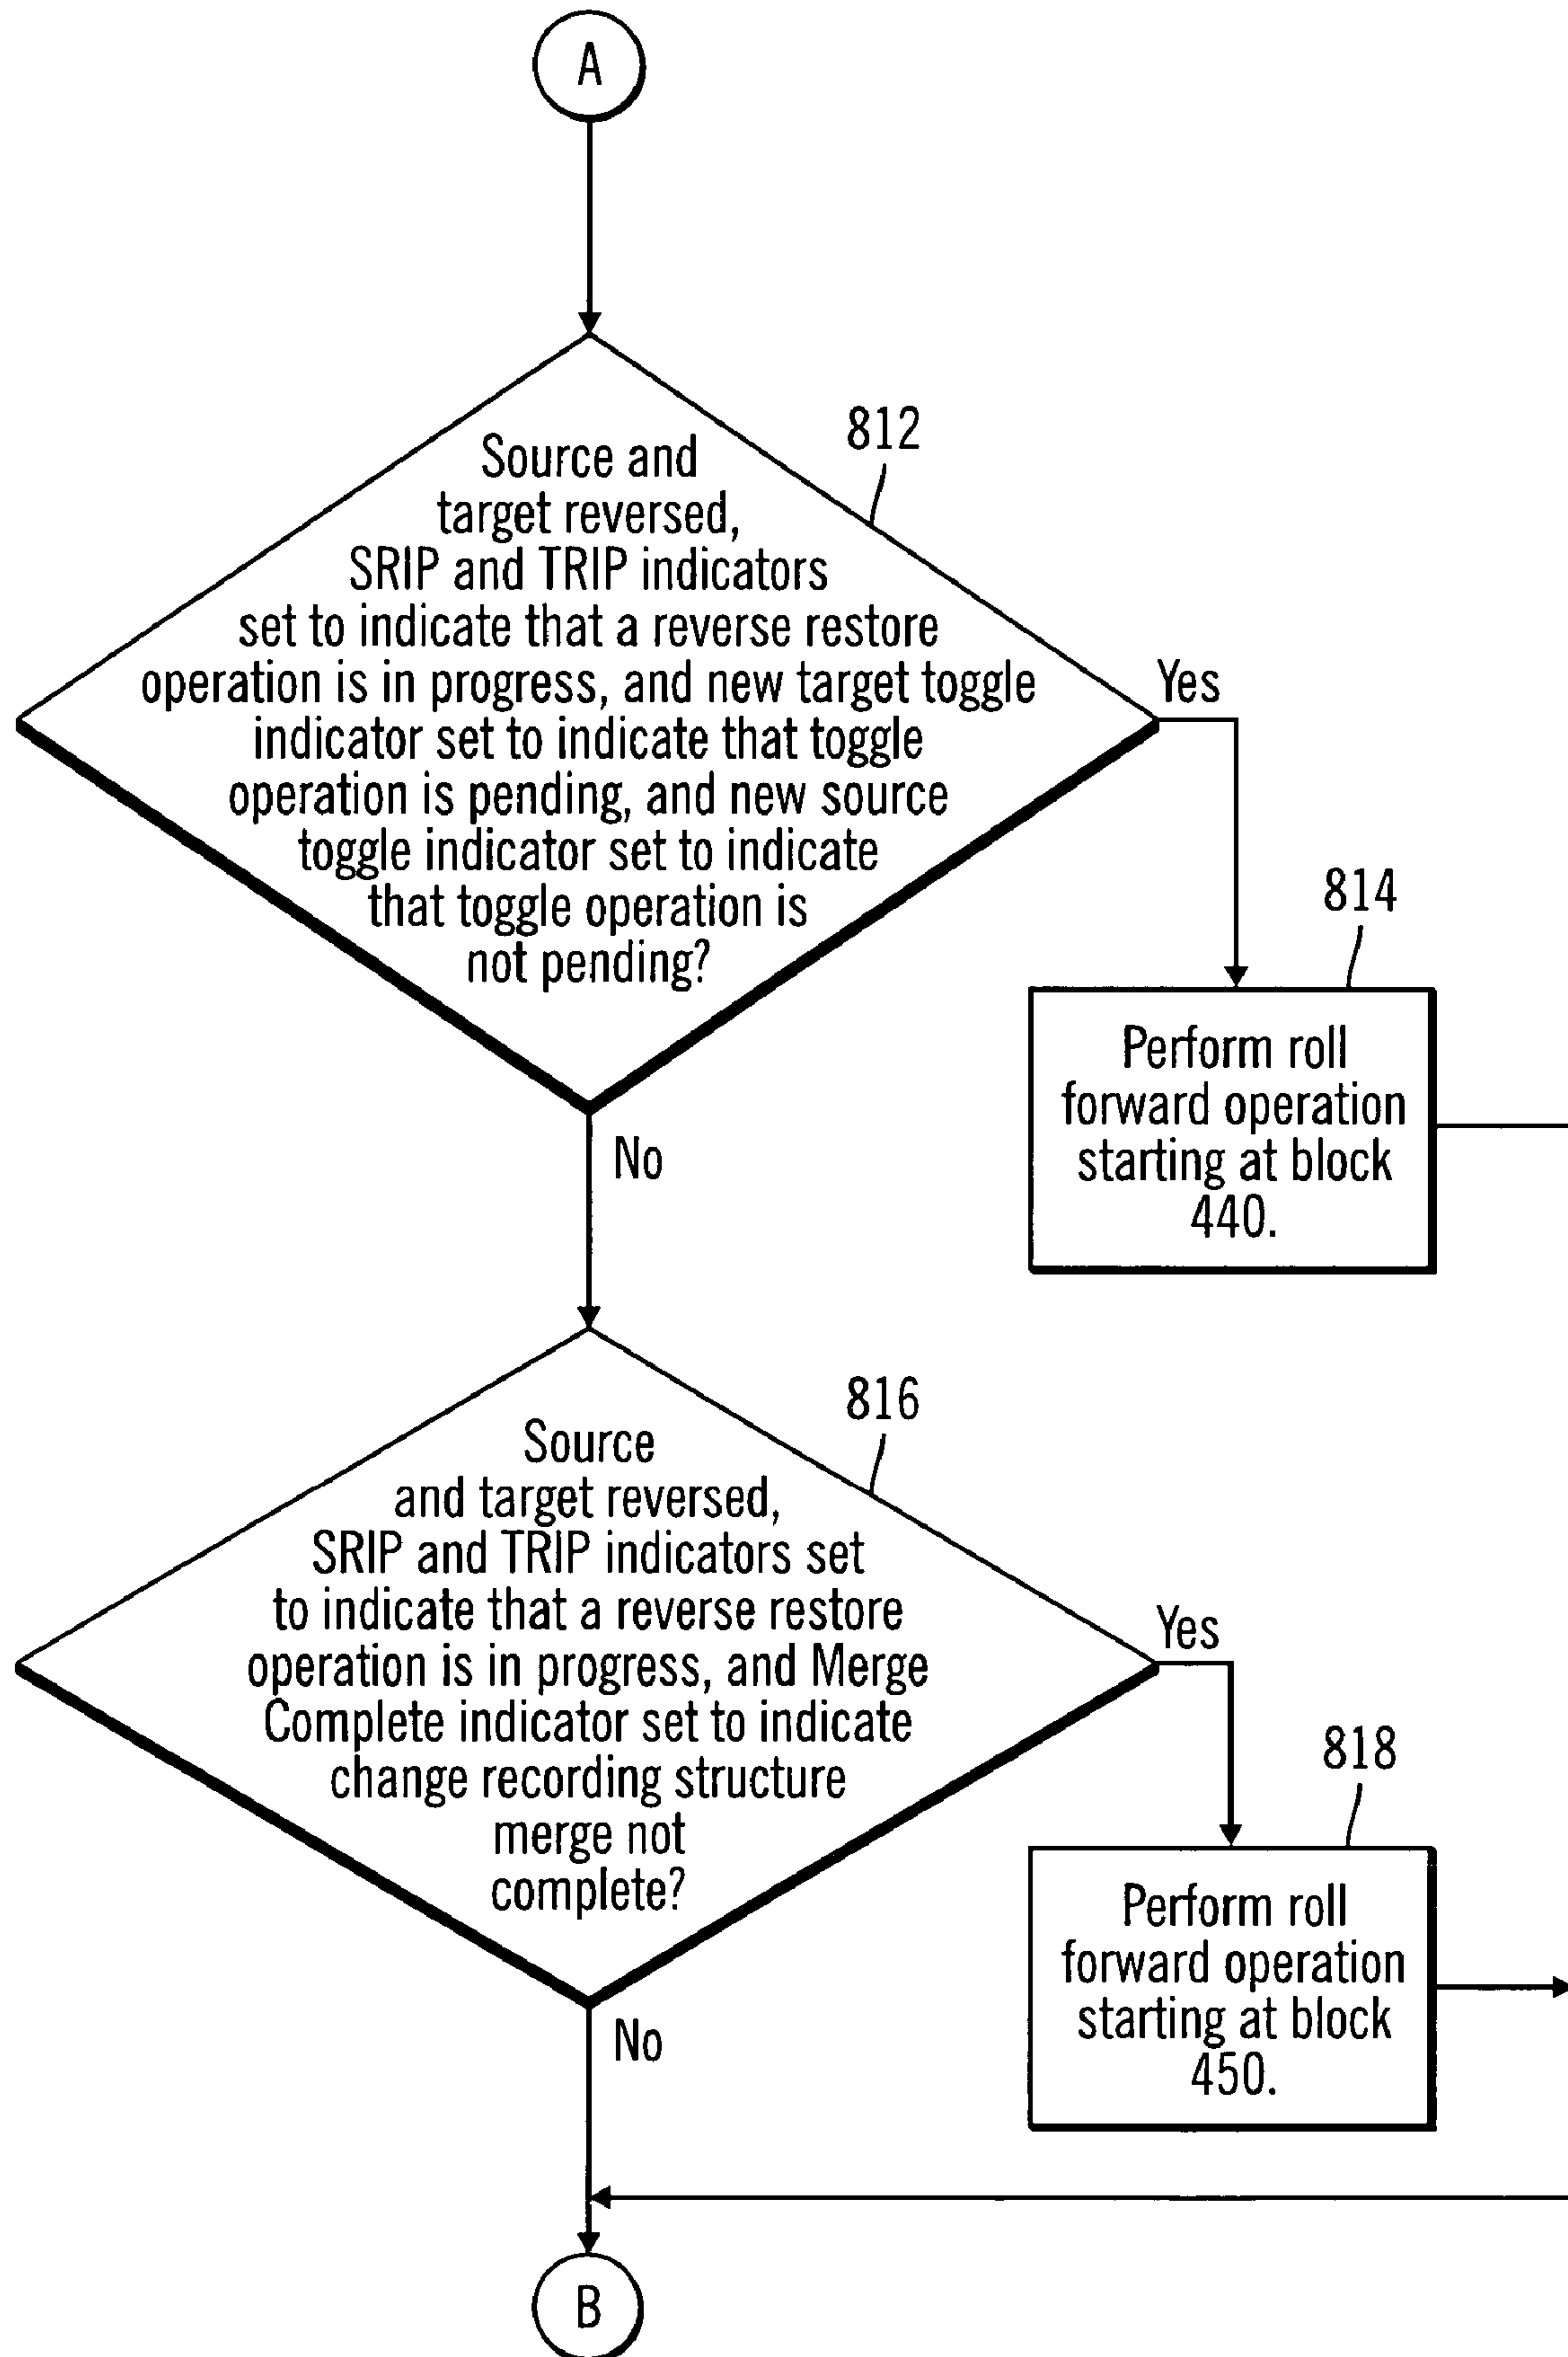 A
812
Source and
target reversed,
SRIP and TRIP indicators
set to indicate that a reverse restore
operation is in progress, and new target toggle
indicator set to indicate that toggle
operation is pending, and new source
toggle indicator set to indicate
that toggle operation is
not pending?
Yes
814
Perform roll
forward operation
starting at block
440.
No
816
Source
and target reversed,
SRIP and TRIP indicators set
to indicate that a reverse restore
operation is in progress, and Merge
Complete indicator set to indicate
change recording structure
merge not
complete?
Yes
818
Perform roll
forward operation
starting at block
450.
No
B